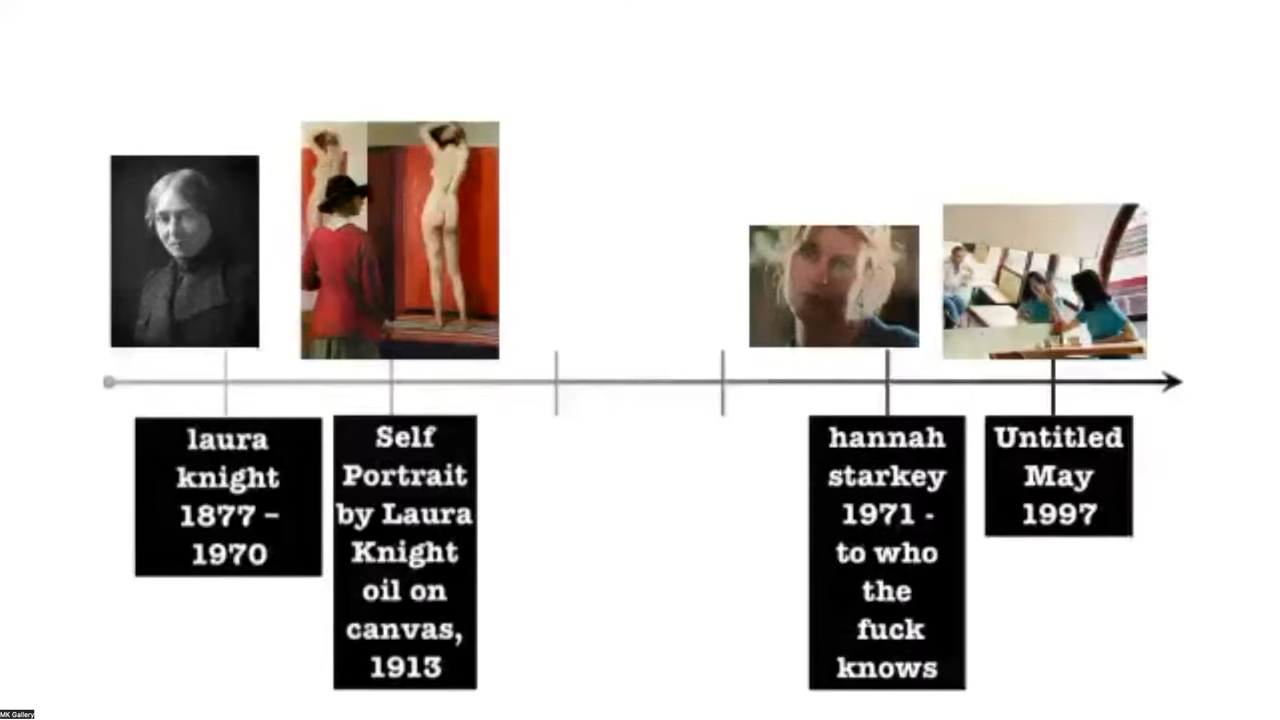 laura
knight
1877 –
1970
Self
Portrait
by Laura
Knight
oil on
canvas,
1913
hannah
starkey
1971 -
to who
the
fuck
knows
Untitled
May
1997
MK Gallery